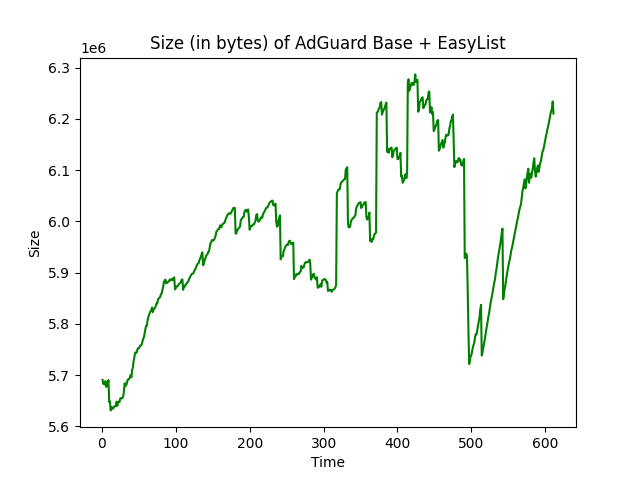 Size (in bytes) of AdGuard Base + EasyList
1e6
6.3
6.2
6.1
6.0
5.9
5.8
5.7
5.6
Size
0 100 200 300 400 500 600
Time